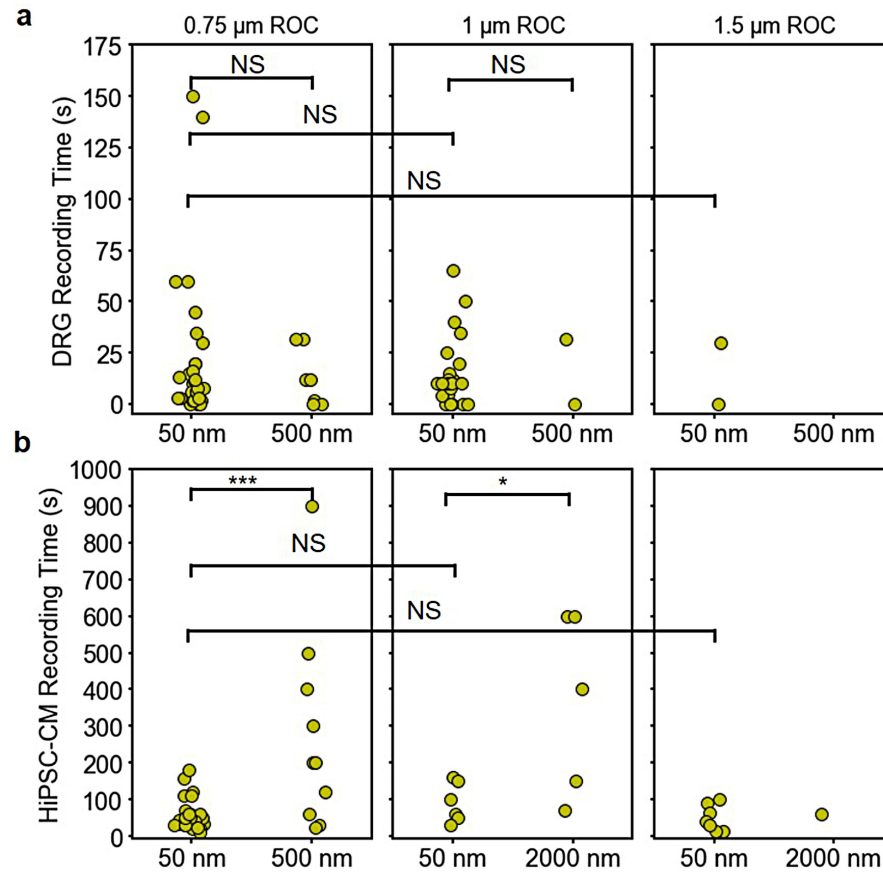 a
0.75 µm ROC
1 µm ROC
1.5 µm ROC
DRG Recording Time (s)
175
150
125
100
75
50
25
0
NS
NS
NS
NS
50 nm
500 nm
50 nm
500 nm
50 nm
500 nm
b
HiPSC-CM Recording Time (s)
1000
900
800
700
600
500
400
300
200
100
0
***
*
NS
NS
50 nm
500 nm
50 nm
2000 nm
50 nm
2000 nm